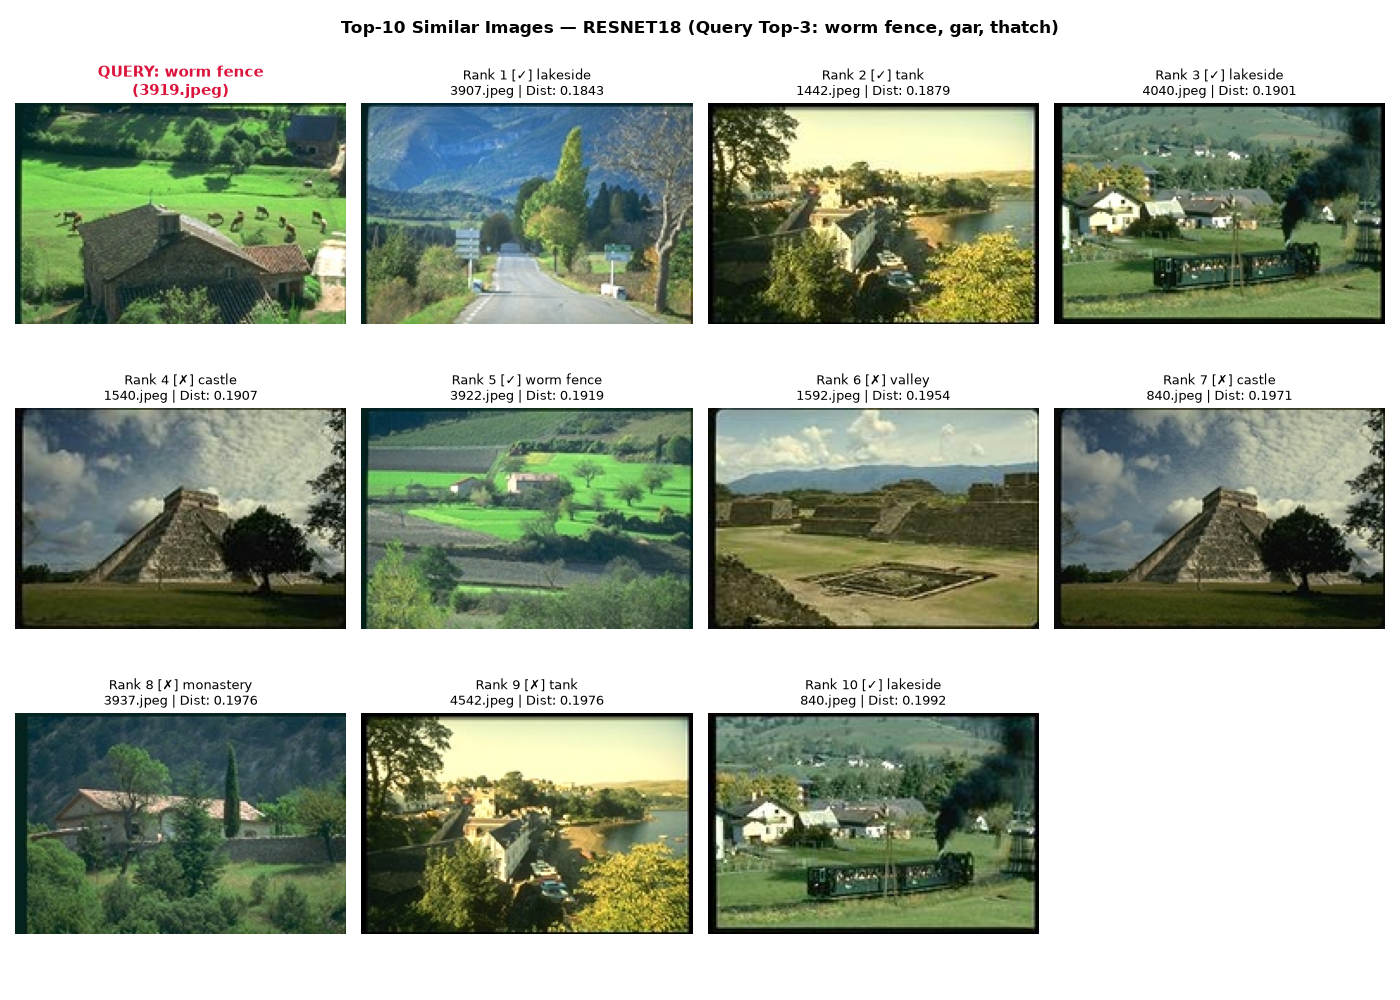 Top-10 Similar Images — RESNET18 (Query Top-3: worm fence, gar, thatch)
QUERY: worm fence
(3919.jpeg)
Rank 1 [✓] lakeside
3907.jpeg | Dist: 0.1843
Rank 2 [✓] tank
1442.jpeg | Dist: 0.1879
Rank 3 [✓] lakeside
4040.jpeg | Dist: 0.1901
Rank 4 [✗] castle
1540.jpeg | Dist: 0.1907
Rank 5 [✓] worm fence
3922.jpeg | Dist: 0.1919
Rank 6 [✗] valley
1592.jpeg | Dist: 0.1954
Rank 7 [✗] castle
840.jpeg | Dist: 0.1971
Rank 8 [✗] monastery
3937.jpeg | Dist: 0.1976
Rank 9 [✗] tank
4542.jpeg | Dist: 0.1976
Rank 10 [✓] lakeside
840.jpeg | Dist: 0.1992